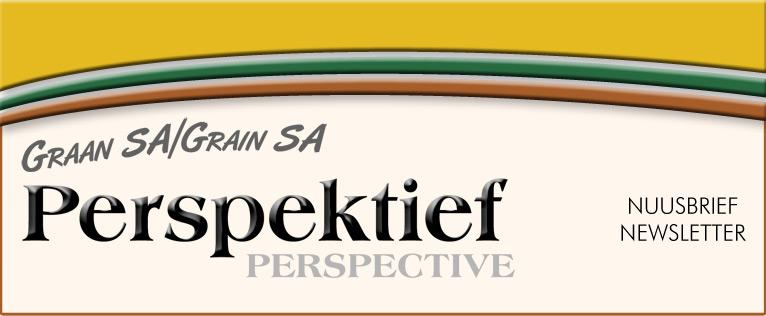 GRAAN SA/GRAIN SA
Perspektief
PERSPECTIVE
NUUSBRIEF
NEWSLETTER